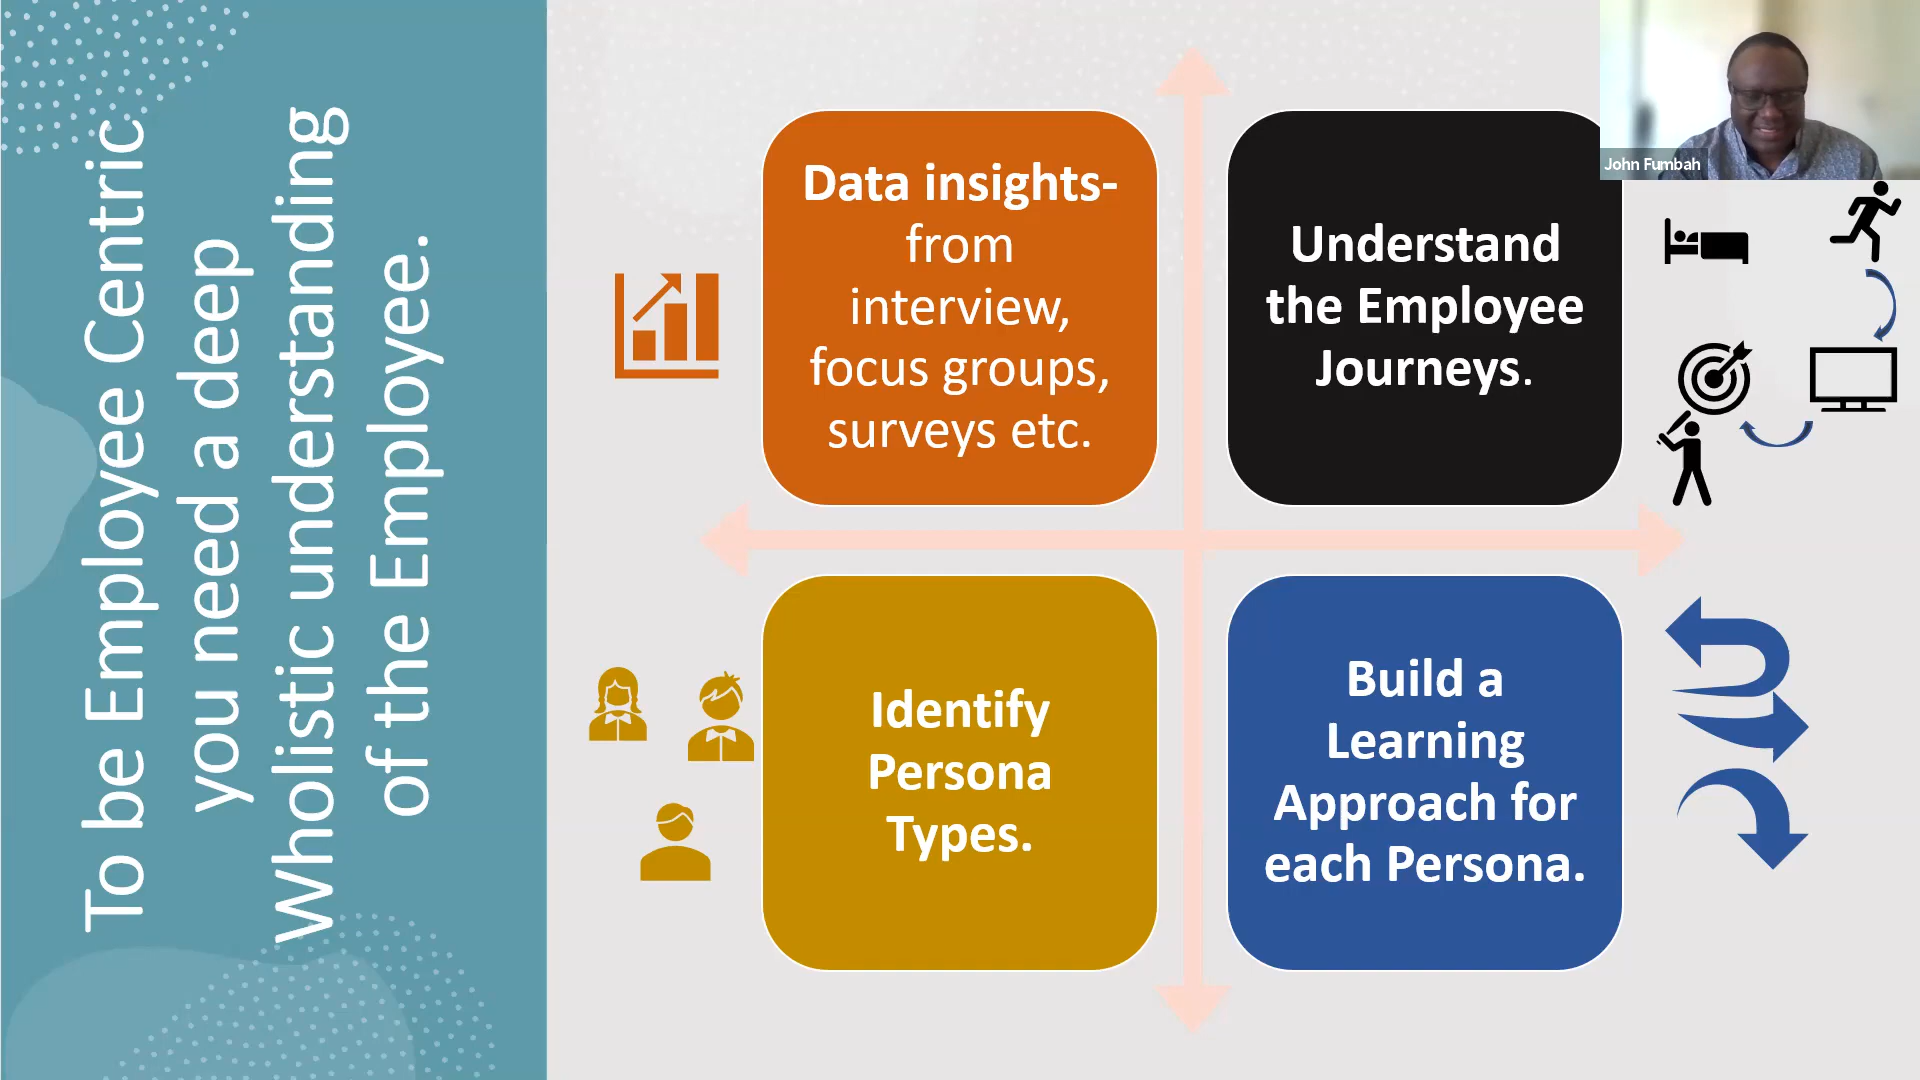 To be Employee Centric
you need a deep
Wholistic understanding
of the Employee.
Data insights-
from
interview,
focus groups,
surveys etc.
Understand
the Employee
Journeys.
John Fumbah
Identify
Persona
Types.
Build a
Learning
Approach for
each Persona.